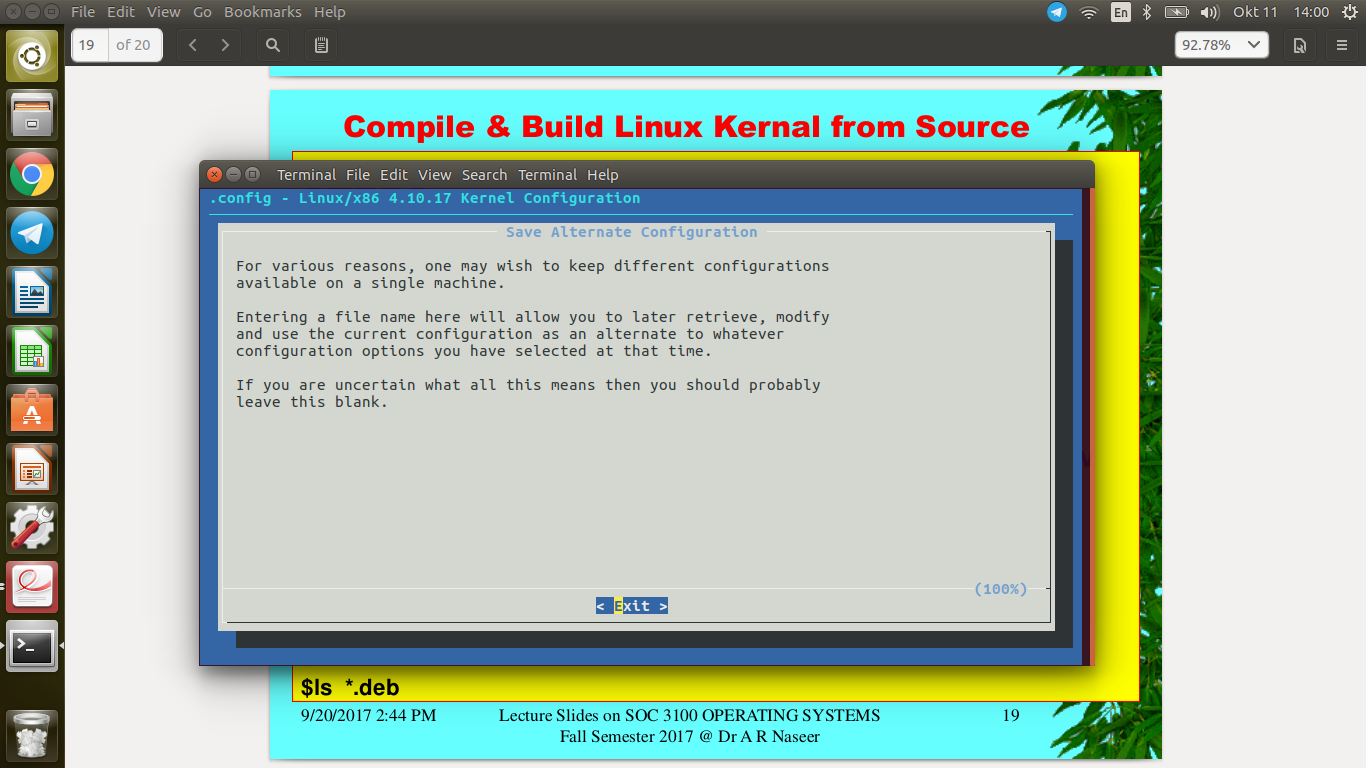 File Edit View Go Bookmarks Help
En
Okt 11 14:00
19 of 20
92.78%
Compile & Build Linux Kernal from Source
Terminal File Edit View Search Terminal Help
.config - Linux/x86 4.10.17 Kernel Configuration
Save Alternate Configuration
For various reasons, one may wish to keep different configurations
available on a single machine.
Entering a file name here will allow you to later retrieve, modify
and use the current configuration as an alternate to whatever
configuration options you have selected at that time.
If you are uncertain what all this means then you should probably
leave this blank.
(100%)
< Exit >
$ls *.deb
9/20/2017 2:44 PM
Lecture Slides on SOC 3100 OPERATING SYSTEMS
19
Fall Semester 2017 @ Dr A R Naseer